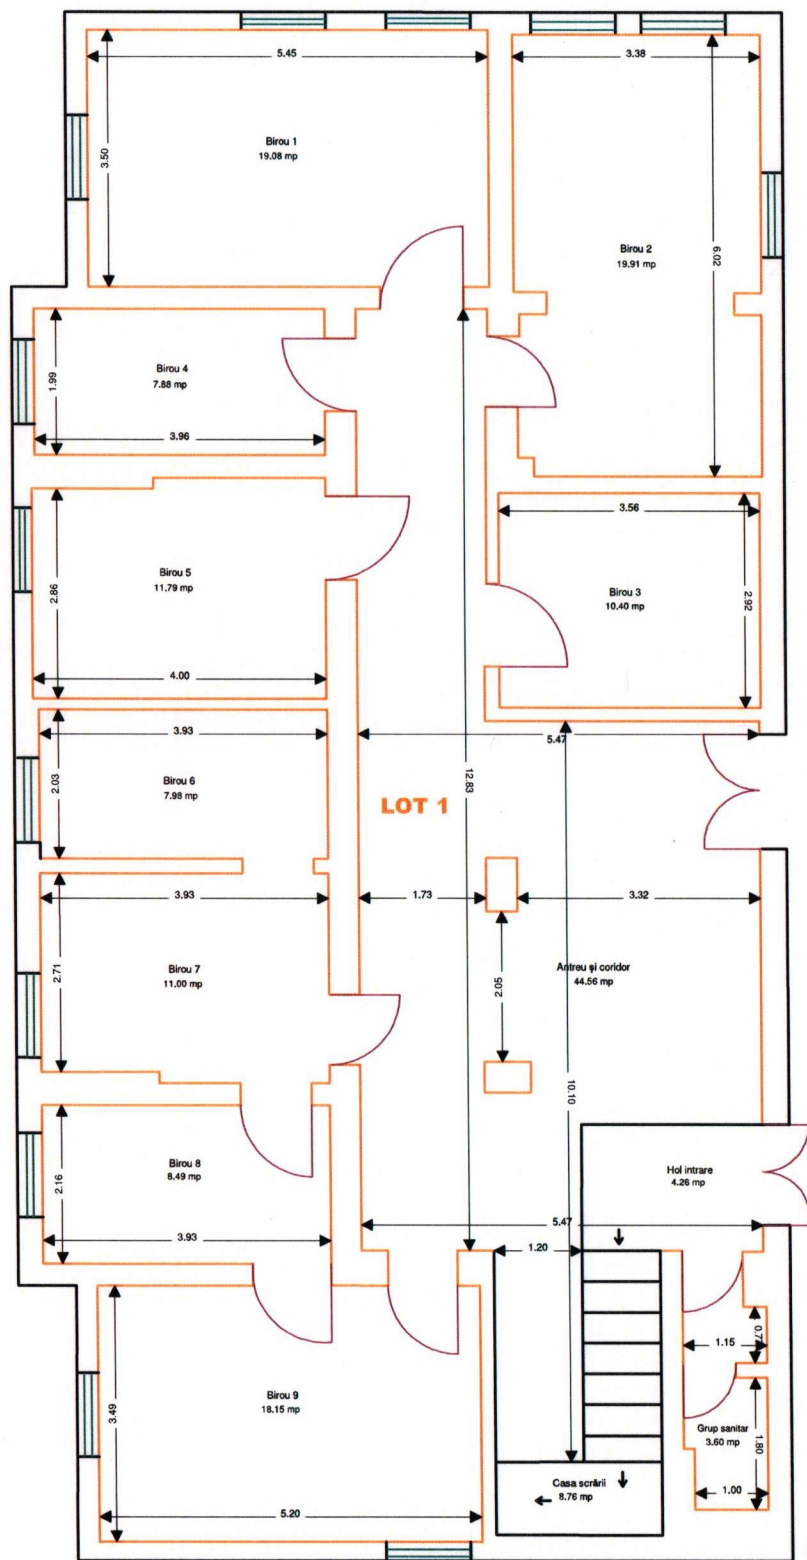 5.45
3.38
3.50
Birou 1
19.08 mp
Birou 2
19.91 mp
6.02
1.99
Birou 4
7.88 mp
3.96
3.56
2.86
Birou 5
11.79 mp
Birou 3
10.40 mp
2.92
4.00
3.93
5.47
2.03
Birou 6
7.98 mp
12.83
LOT 1
3.93
1.73
3.32
2.71
Birou 7
11.00 mp
2.05
Antreu și coridor
44.56 mp
10.10
2.16
Birou 8
8.49 mp
Hol intrare
4.26 mp
3.93
5.47
1.20
0.77
1.15
3.49
Birou 9
18.15 mp
Grup sanitar
3.60 mp
1.80
Casa scrării
8.76 mp
1.00
5.20